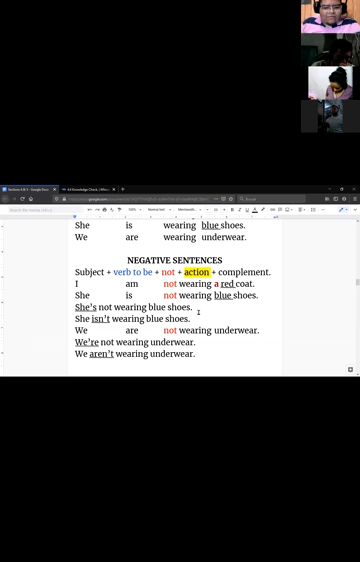 She is wearing blue shoes.
We are wearing underwear.
NEGATIVE SENTENCES
Subject + verb to be + not + action + complement.
I am not wearing a red coat.
She is not wearing blue shoes.
She's not wearing blue shoes.
She isn't wearing blue shoes.
We are not wearing underwear.
We're not wearing underwear.
We aren't wearing underwear.